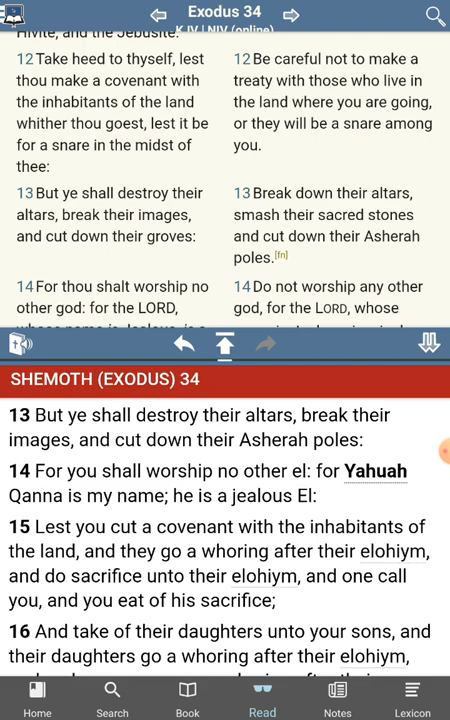 Exodus 34
KJV | NIV (online)
Hivite, and the Jebusite.
12 Take heed to thyself, lest
thou make a covenant with
the inhabitants of the land
whither thou goest, lest it be
for a snare in the midst of
thee:
13 But ye shall destroy their
altars, break their images,
and cut down their groves:
14 For thou shalt worship no
other god: for the LORD,
12 Be careful not to make a
treaty with those who live in
the land where you are going,
or they will be a snare among
you.
13 Break down their altars,
smash their sacred stones
and cut down their Asherah
poles.[fn]
14 Do not worship any other
god, for the LORD, whose
SHEMOTH (EXODUS) 34
13 But ye shall destroy their altars, break their
images, and cut down their Asherah poles:
14 For you shall worship no other el: for Yahuah
Qanna is my name; he is a jealous El:
15 Lest you cut a covenant with the inhabitants of
the land, and they go a whoring after their elohiym,
and do sacrifice unto their elohiym, and one call
you, and you eat of his sacrifice;
16 And take of their daughters unto your sons, and
their daughters go a whoring after their elohiym,
Home
Search
Book
Read
Notes
Lexicon